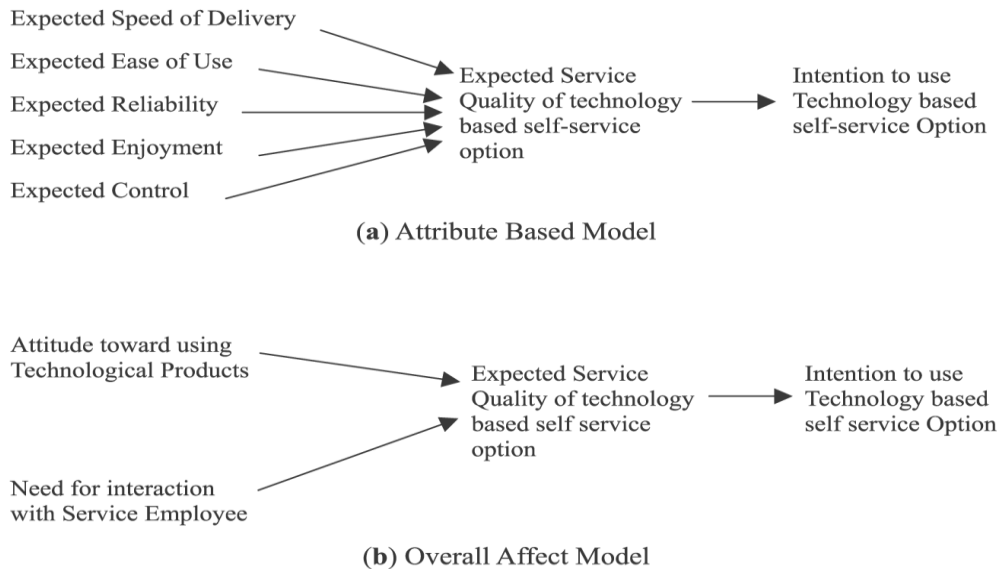 Expected Speed of Delivery
Expected Ease of Use
Expected Reliability
Expected Enjoyment
Expected Control
Expected Service
Quality of technology
based self-service
option
Intention to use
Technology based
self-service Option
(a) Attribute Based Model
Attitude toward using
Technological Products
Need for interaction
with Service Employee
Expected Service
Quality of technology
based self service
option
Intention to use
Technology based
self service Option
(b) Overall Affect Model